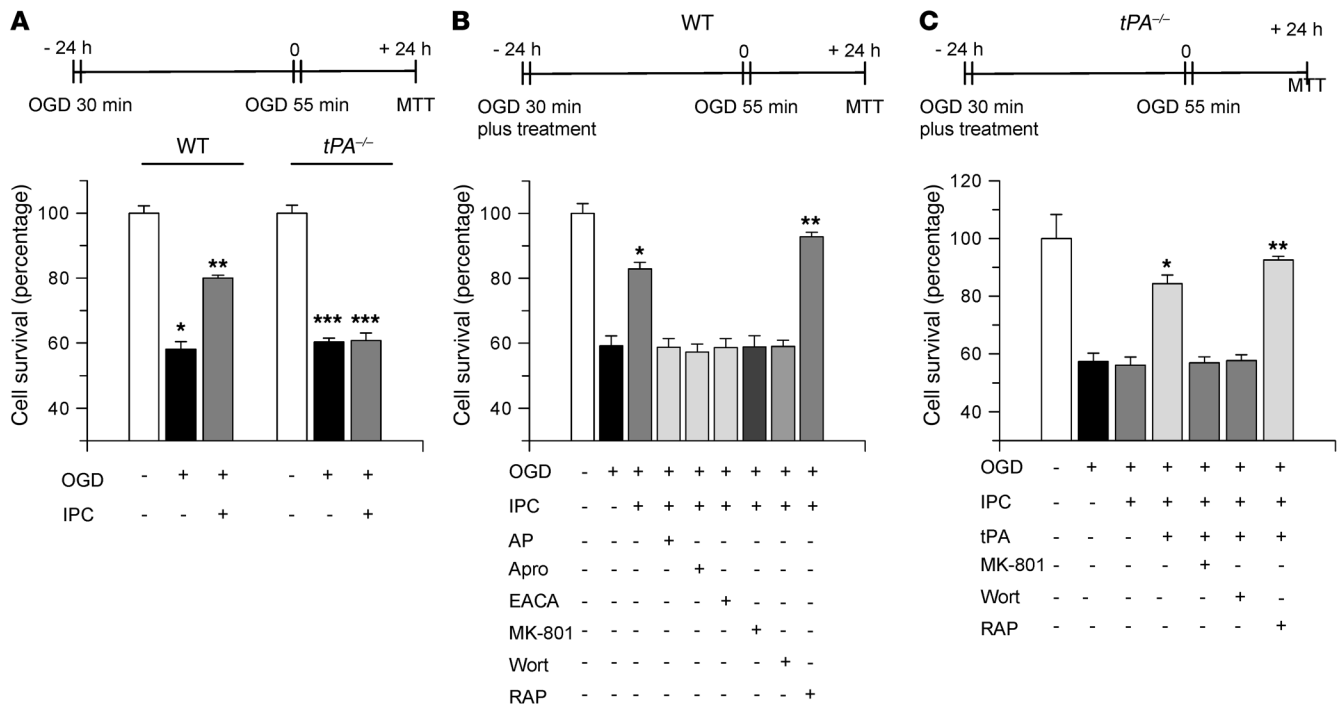 A
- 24 h 0 + 24 h
OGD 30 min OGD 55 min MTT
WT tPA–/–
Cell survival (percentage)
100
80
60
40
* ** *** ***
OGD - + + - + +
IPC - - + - - +
B
WT
- 24 h 0 + 24 h
OGD 30 min OGD 55 min MTT
plus treatment
Cell survival (percentage)
100
80
60
40
* **
OGD - + + + + + + + +
IPC - - + + + + + + +
AP - - - + - - - - -
Apro - - - - + - - - -
EACA - - - - - + - - -
MK-801 - - - - - - + - -
Wort - - - - - - - + -
RAP - - - - - - - - +
C
tPA–/–
- 24 h 0 + 24 h
OGD 30 min OGD 55 min MTT
plus treatment
Cell survival (percentage)
120
100
80
60
40
* **
OGD - + + + + + +
IPC - - + + + + +
tPA - - - + + + +
MK-801 - - - - + - -
Wort - - - - - + -
RAP - - - - - - +